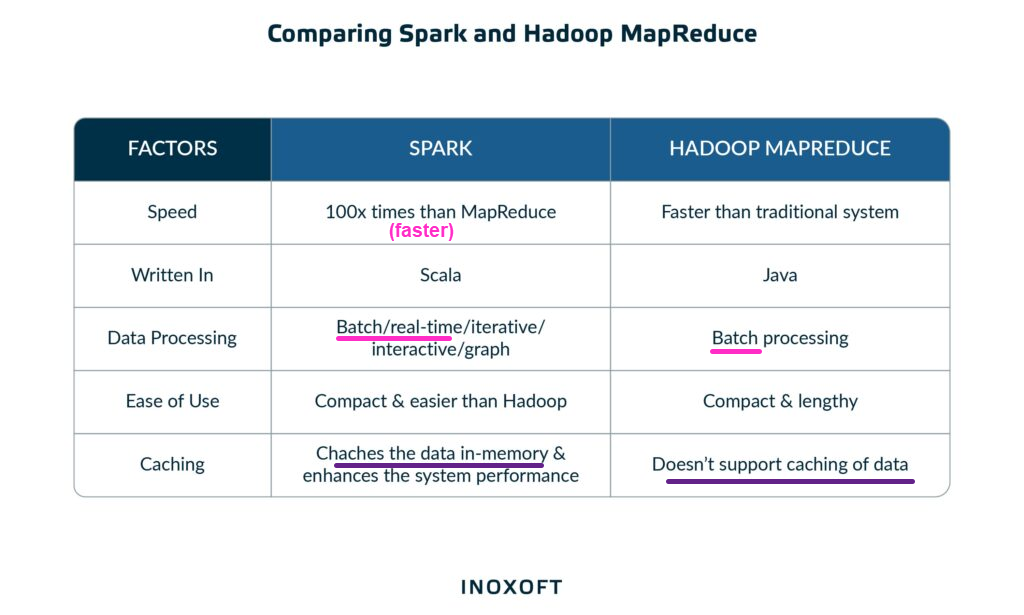 Comparing Spark and Hadoop MapReduce
FACTORS
SPARK
HADOOP MAPREDUCE
Speed
100x times than MapReduce
(faster)
Faster than traditional system
Written In
Scala
Java
Data Processing
Batch/real-time/iterative/
interactive/graph
Batch processing
Ease of Use
Compact & easier than Hadoop
Compact & lengthy
Caching
Chaches the data in-memory &
enhances the system performance
Doesn't support caching of data
INOXOFT